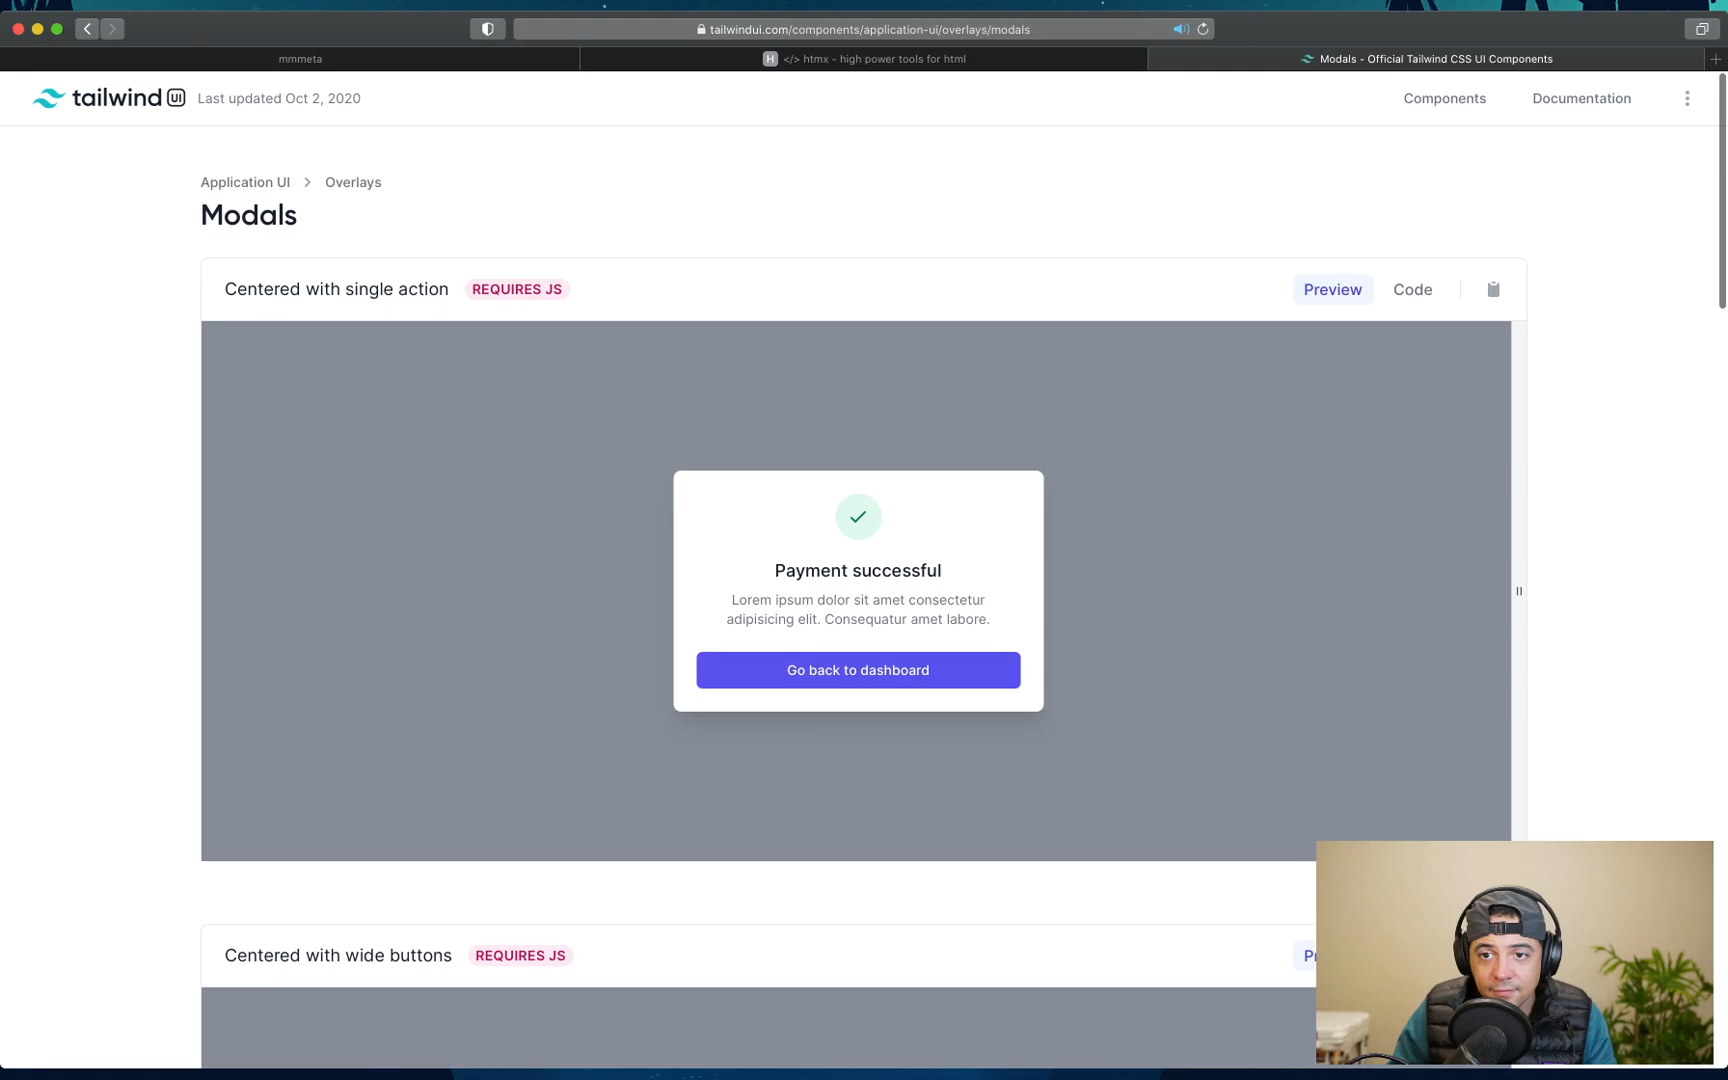 tailwindui.com/components/application-ui/overlays/modals
mmmeta
H </> htmx - high power tools for html
Modals - Official Tailwind CSS UI Components
tailwind UI
Last updated Oct 2, 2020
Components
Documentation
Application UI
Overlays
Modals
Centered with single action
REQUIRES JS
Preview
Code
Payment successful
Lorem ipsum dolor sit amet consectetur
adipisicing elit. Consequatur amet labore.
Go back to dashboard
Centered with wide buttons
REQUIRES JS